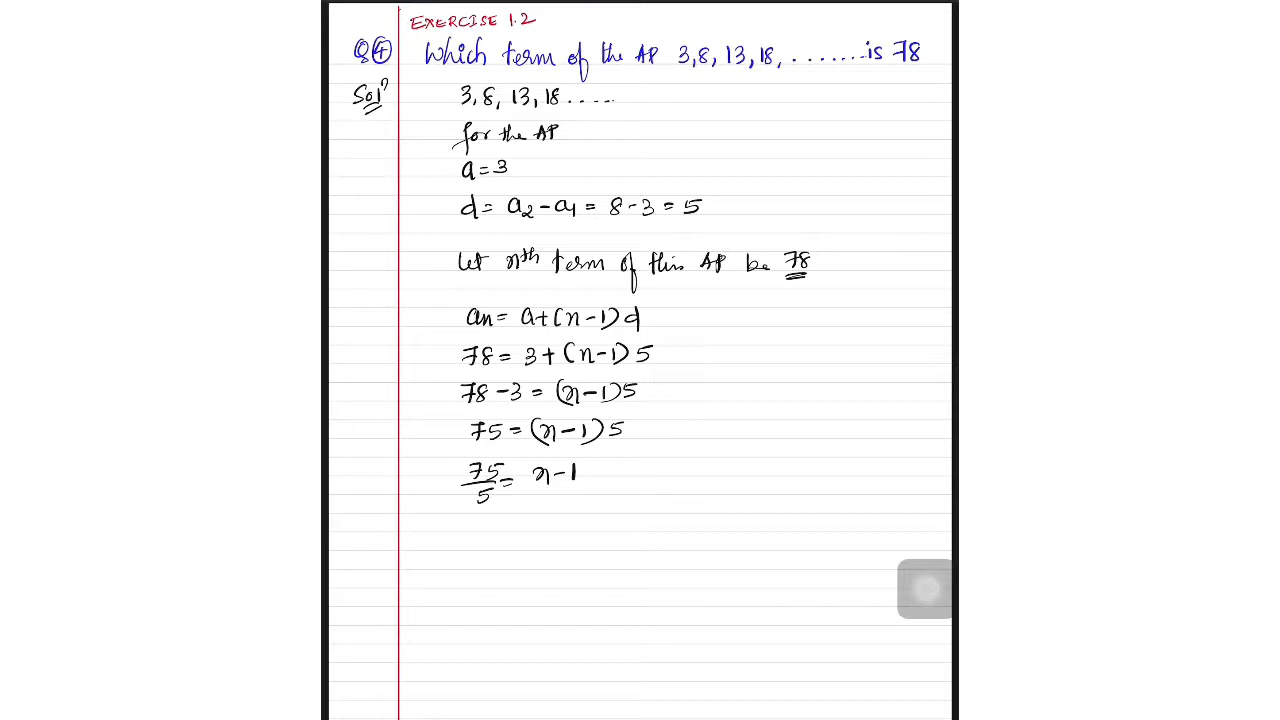 EXERCISE 1.2
Q④ Which term of the AP 3,8, 13, 18, ........is 78
Solⁿ 3, 8, 13, 18 .....
for the AP
a = 3
d = a₂ - a₁ = 8 - 3 = 5
Let nth term of this AP be 78
an = a+(n-1)d
78 = 3 + (n-1) 5
78 - 3 = (n-1)5
75 = (n-1) 5
75/5 = n-1